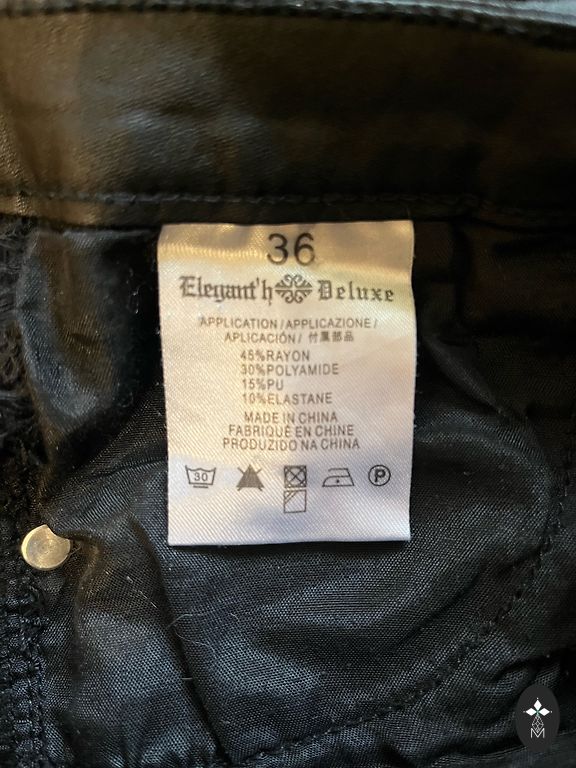 36
Elegant'h Deluxe
APPLICATION/APPLICAZIONE/
APLICACIÓN/ 付属部品
45%RAYON
30%POLYAMIDE
15%PU
10%ELASTANE
MADE IN CHINA
FABRIQUÉ EN CHINE
PRODUZIDO NA CHINA
30 P
M